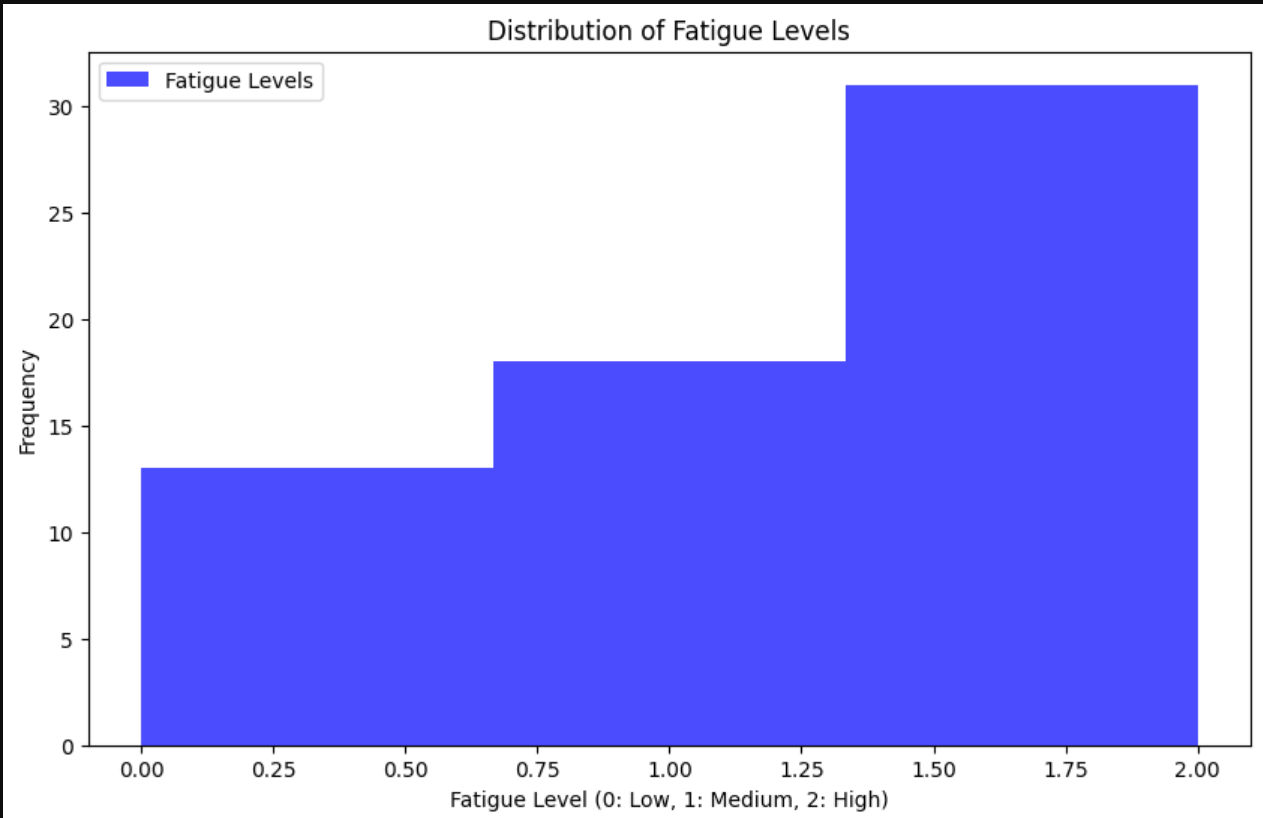 Distribution of Fatigue Levels
Fatigue Levels
30
25
20
15
10
5
0
Frequency
0.00 0.25 0.50 0.75 1.00 1.25 1.50 1.75 2.00
Fatigue Level (0: Low, 1: Medium, 2: High)